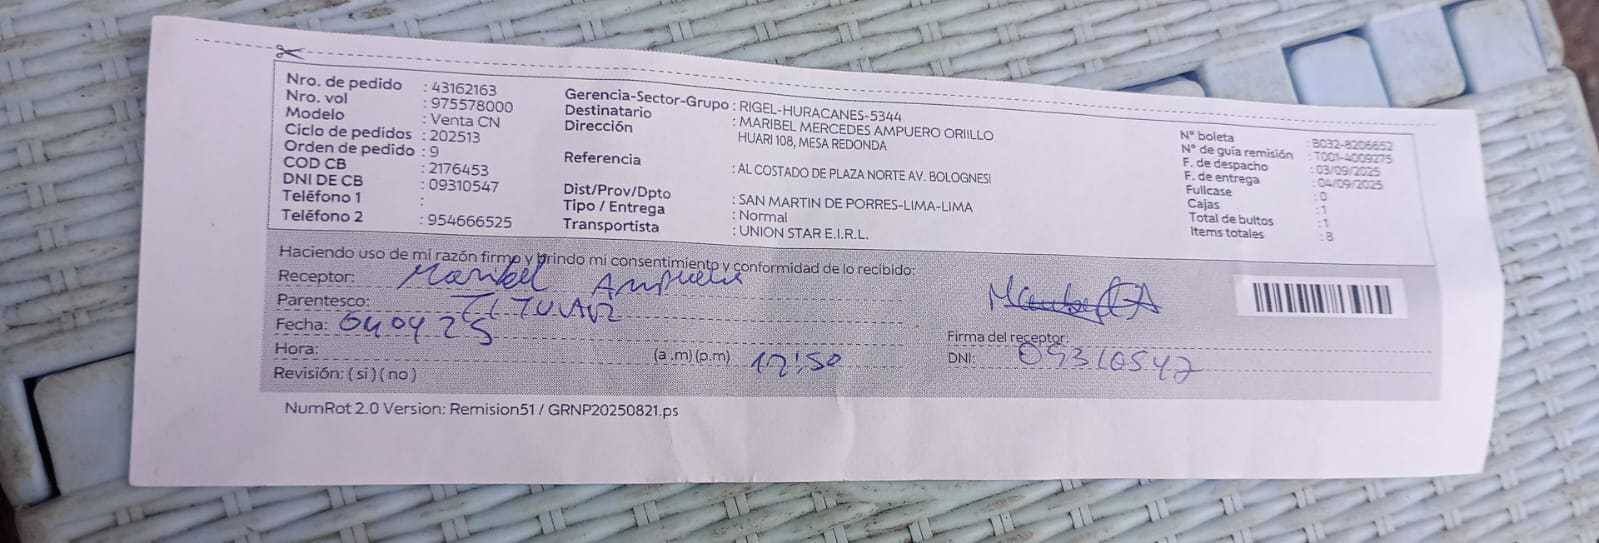 Nro. de pedido : 43162163
Nro. vol : 975578000
Modelo : Venta CN
Ciclo de pedidos : 202513
Orden de pedido : 9
COD CB : 2176453
DNI DE CB : 09310547
Teléfono 1 :
Teléfono 2 : 954666525
Gerencia-Sector-Grupo : RIGEL-HURACANES-5344
Destinatario : MARIBEL MERCEDES AMPUERO ORIILLO
Dirección HUARI 108, MESA REDONDA
Referencia : AL COSTADO DE PLAZA NORTE AV. BOLOGNESI
Dist/Prov/Dpto : SAN MARTIN DE PORRES-LIMA-LIMA
Tipo / Entrega : Normal
Transportista : UNION STAR E.I.R.L.
N° boleta : B032-8206652
N° de guía remisión : T001-4009275
F. de despacho : 03/09/2025
F. de entrega : 04/09/2025
Fullcase : 0
Cajas : 1
Total de bultos : 1
Items totales : 8
Haciendo uso de mi razón firmo y brindo mi consentimiento y conformidad de lo recibido:
Receptor: Maribel Ampuero
Parentesco: TITULAR
Fecha: 040925
Hora: (a .m) (p.m) 12:50
Revisión: ( si ) ( no )
Firma del receptor:
DNI: 09310547
NumRot 2.0 Version: Remision51 / GRNP20250821.ps